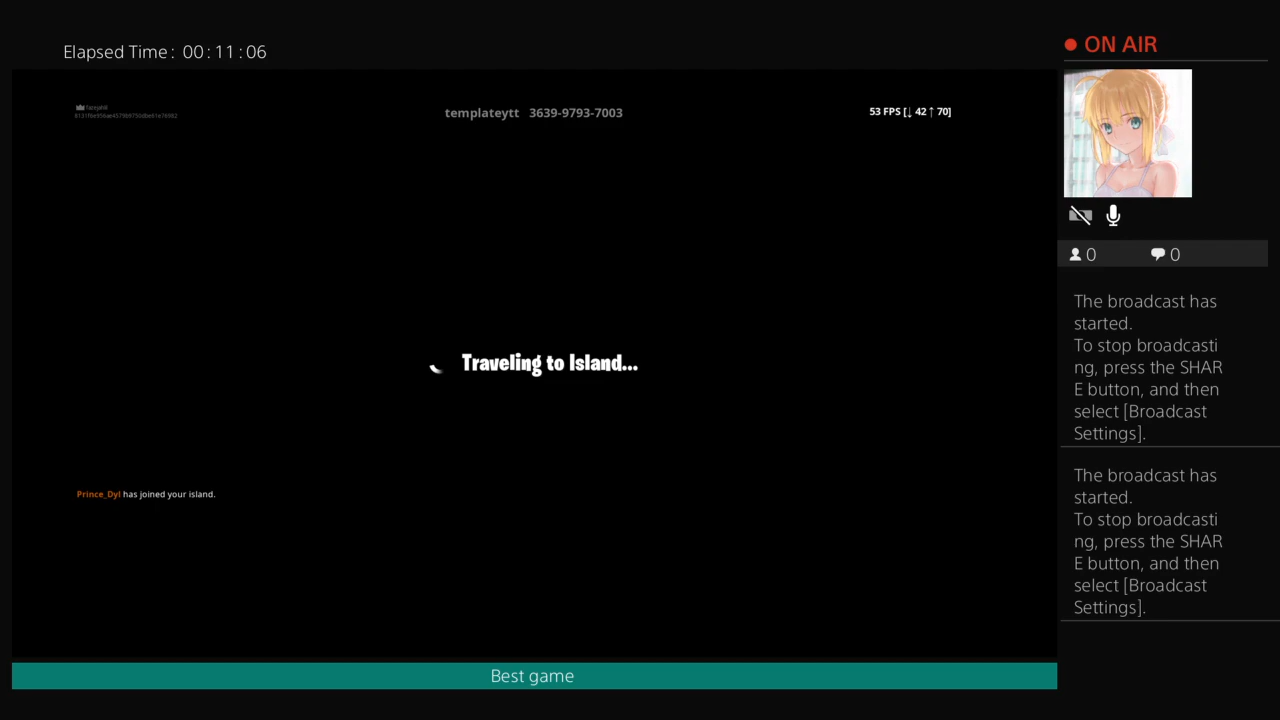 Elapsed Time: 00:11:06
ON AIR
templateytt 3639-9793-7003
53 FPS [↓ 42 ↑ 70]
0 0
The broadcast has
started.
To stop broadcasti
ng, press the SHAR
E button, and then
select [Broadcast
Settings].
Traveling to Island...
The broadcast has
started.
To stop broadcasti
ng, press the SHAR
E button, and then
select [Broadcast
Settings].
Prince_Dyl has joined your island.
Best game